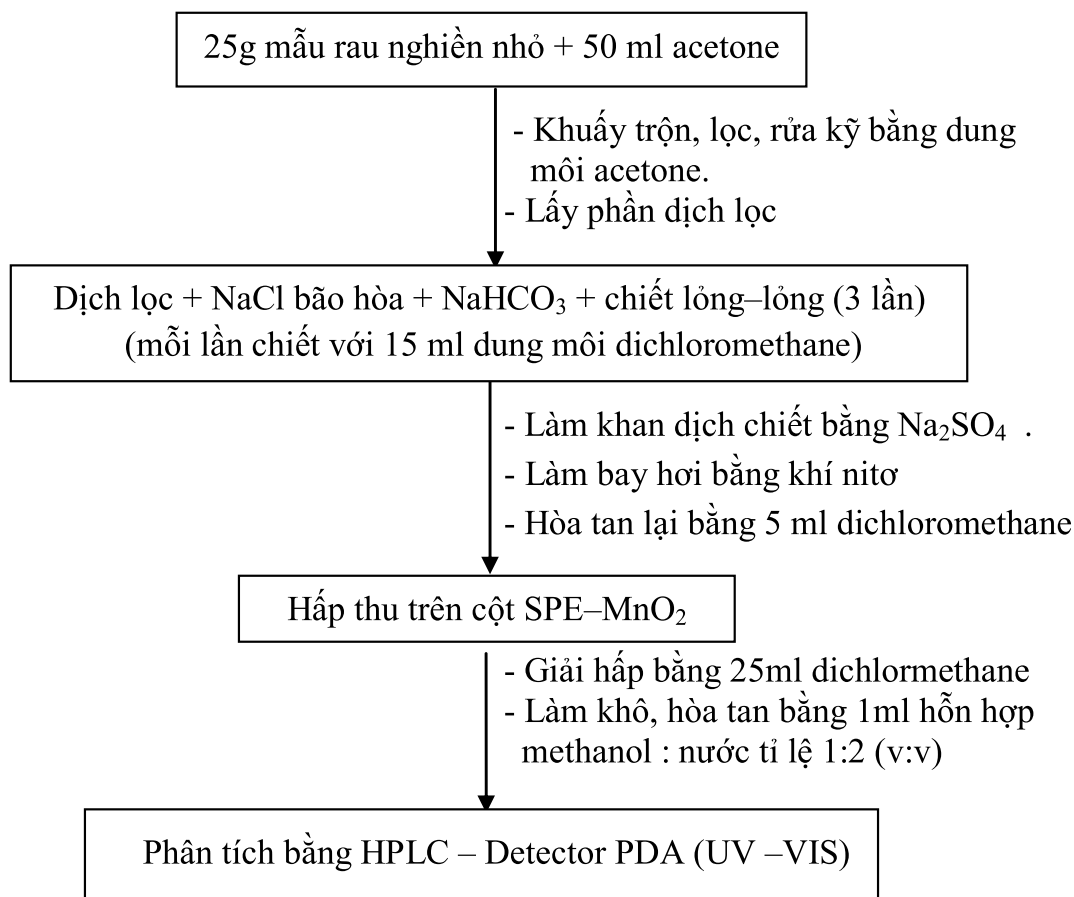 25g mẫu rau nghiền nhỏ + 50 ml acetone
- Khuấy trộn, lọc, rửa kỹ bằng dung
môi acetone.
- Lấy phần dịch lọc
Dịch lọc + NaCl bão hòa + NaHCO₃ + chiết lỏng–lỏng (3 lần)
(mỗi lần chiết với 15 ml dung môi dichloromethane)
- Làm khan dịch chiết bằng Na₂SO₄ .
- Làm bay hơi bằng khí nitơ
- Hòa tan lại bằng 5 ml dichloromethane
Hấp thu trên cột SPE–MnO₂
- Giải hấp bằng 25ml dichlormethane
- Làm khô, hòa tan bằng 1ml hỗn hợp
methanol : nước tỉ lệ 1:2 (v:v)
Phân tích bằng HPLC – Detector PDA (UV –VIS)